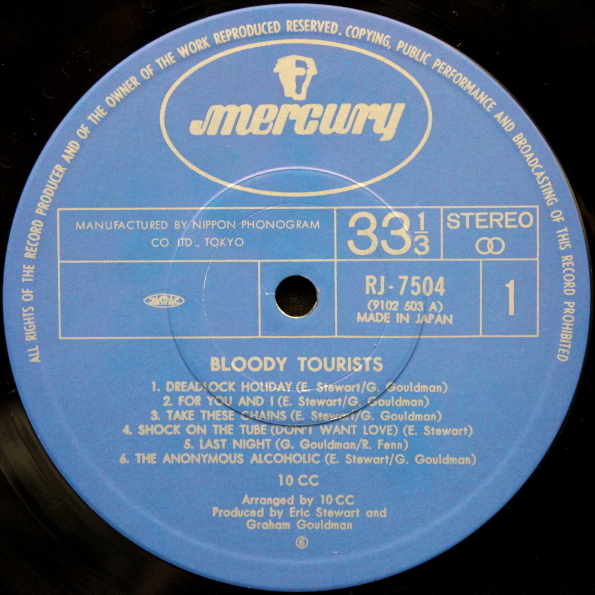 ALL RIGHTS OF THE RECORD PRODUCER AND OF THE OWNER OF THE WORK REPRODUCED RESERVED. COPYING, PUBLIC PERFORMANCE AND BROADCASTING OF THIS RECORD PROHIBITED
mercury
MANUFACTURED BY NIPPON PHONOGRAM
CO LTD., TOKYO
33 1/3
STEREO
RJ-7504
(9102 503 A)
MADE IN JAPAN
1
BLOODY TOURISTS
1. DREADLOCK HOLIDAY (E. Stewart/G. Gouldman)
2. FOR YOU AND I (E. Stewart/G. Gouldman)
3. TAKE THESE CHAINS (E. Stewart/G. Gouldman)
4. SHOCK ON THE TUBE (DON'T WANT LOVE) (E. Stewart)
5. LAST NIGHT (G. Gouldman/R. Fenn)
6. THE ANONYMOUS ALCOHOLIC (E. Stewart/G. Gouldman)
10 CC
Arranged by 10 CC
Produced by Eric Stewart and
Graham Gouldman